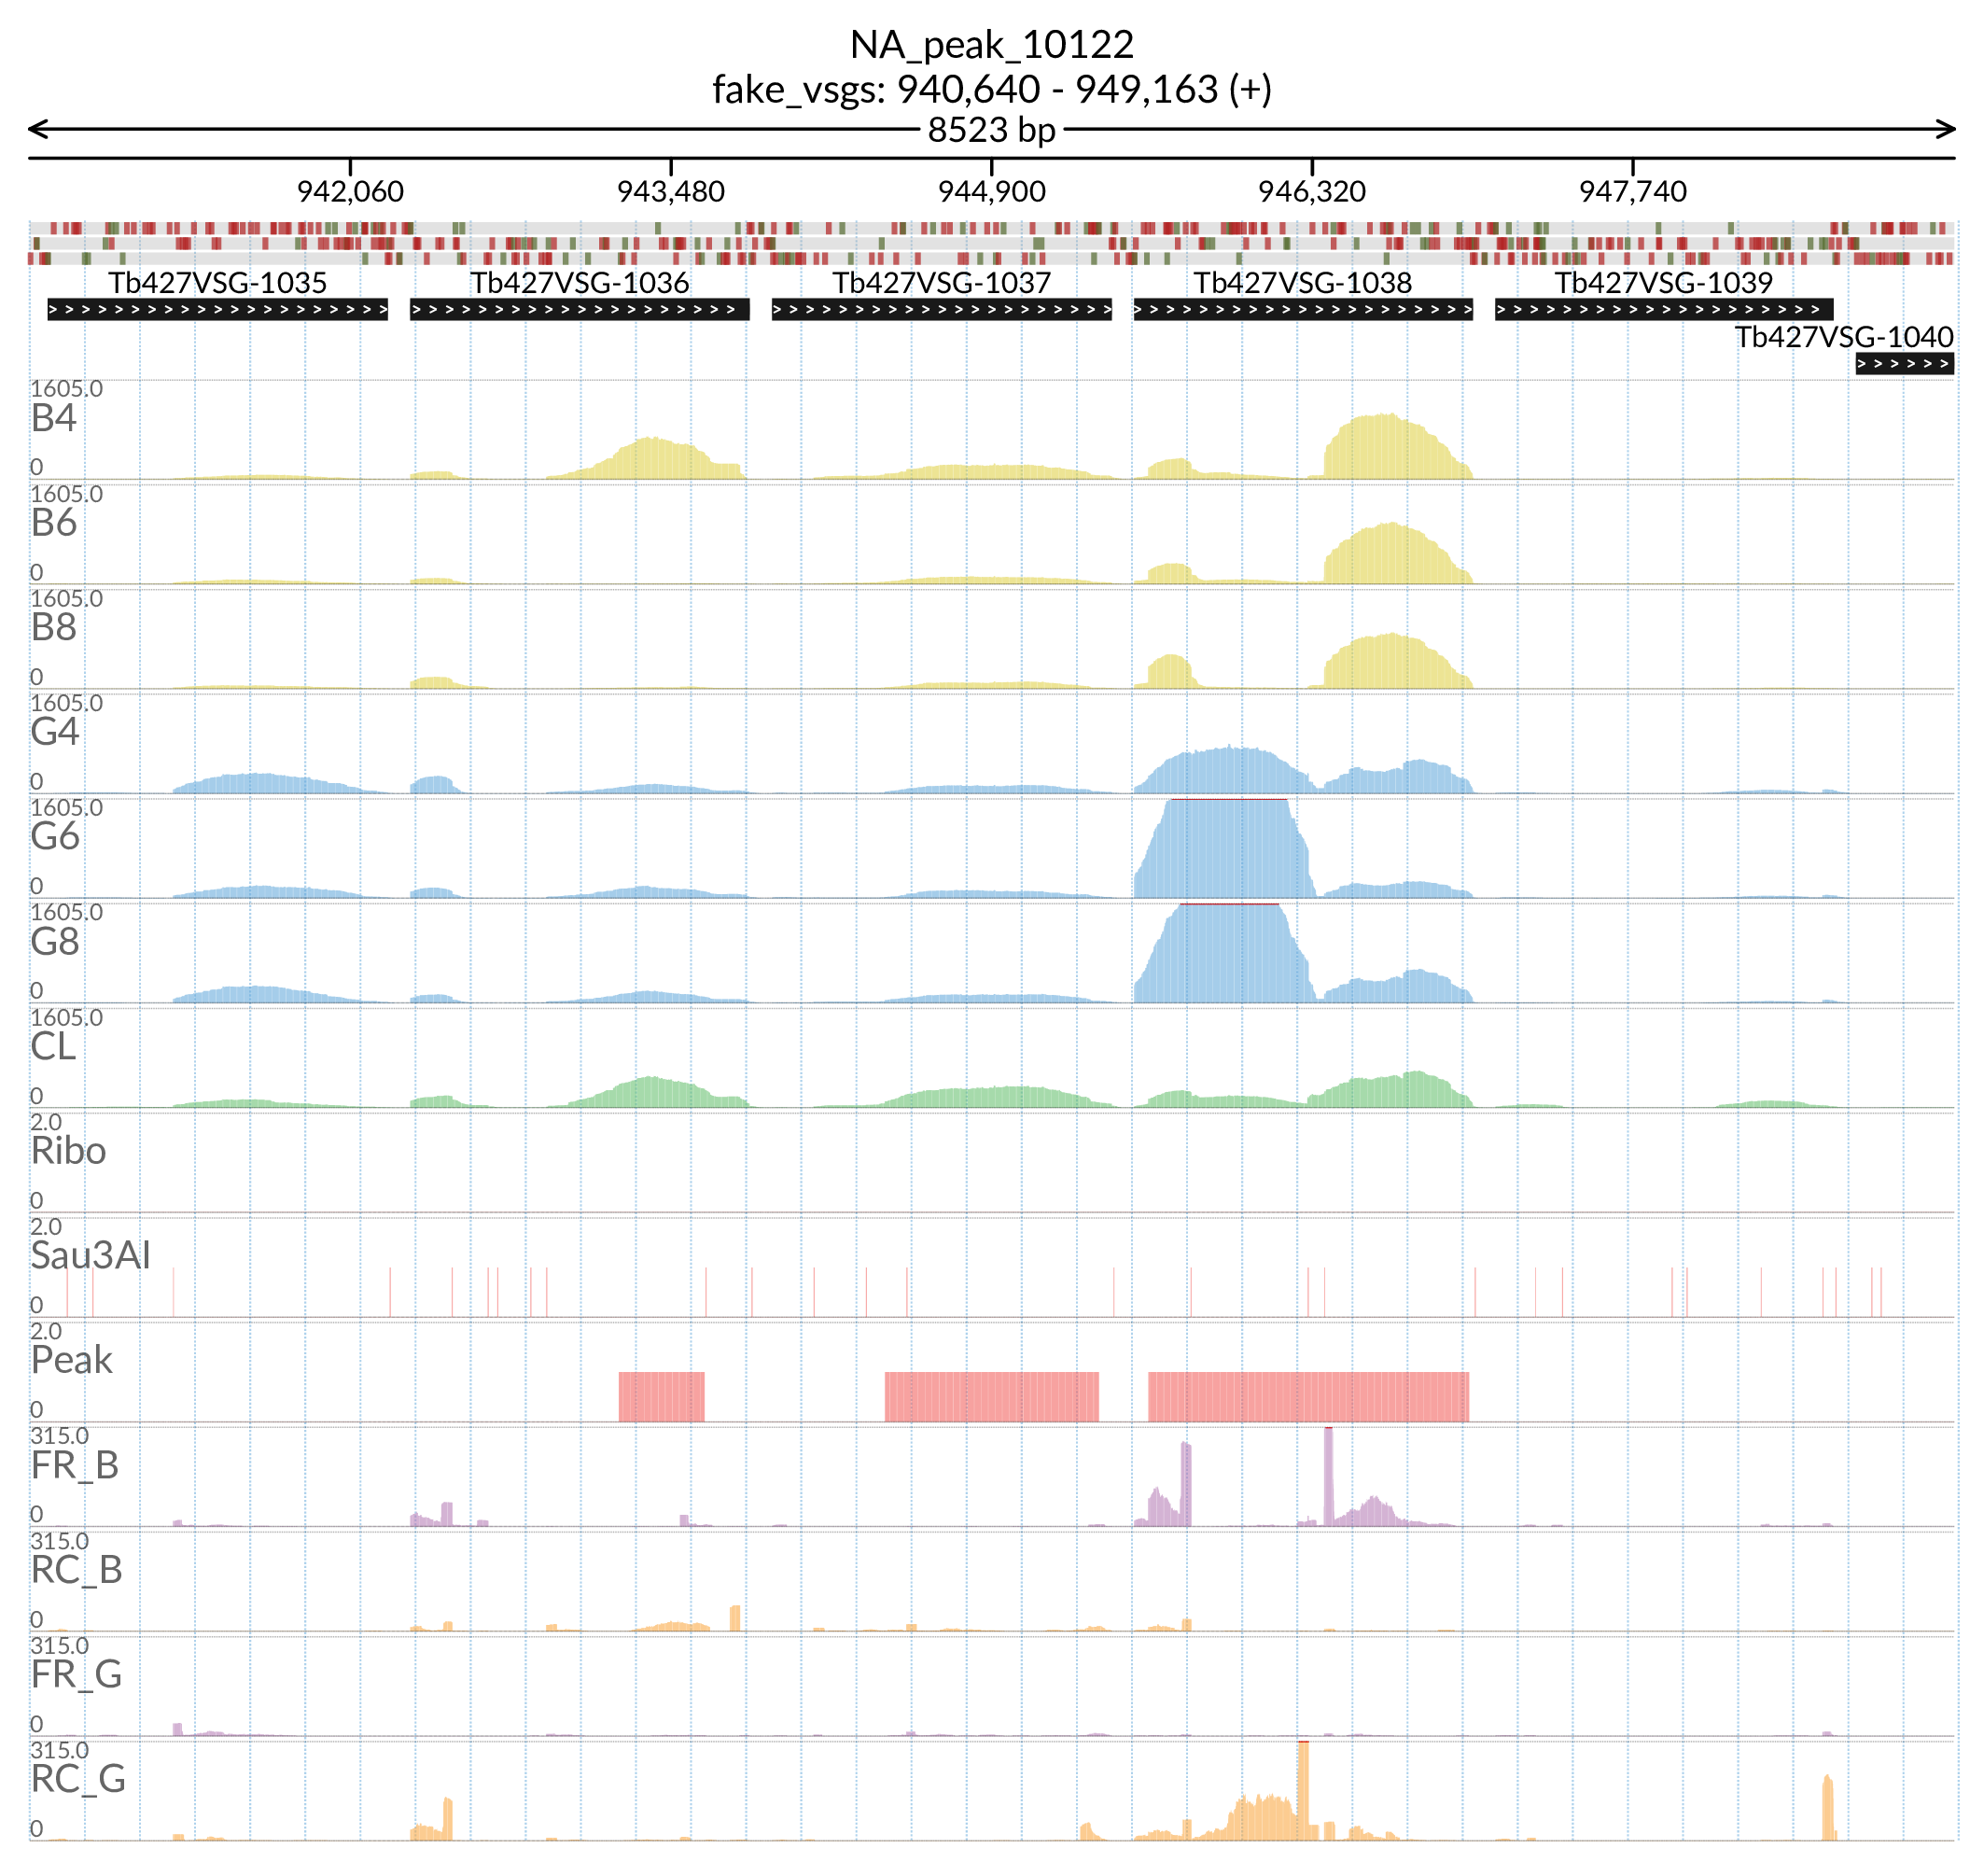 NA_peak_10122
fake_vsgs: 940,640 - 949,163 (+)
8523 bp
942,060 943,480 944,900 946,320 947,740
Tb427VSG-1035 Tb427VSG-1036 Tb427VSG-1037 Tb427VSG-1038 Tb427VSG-1039
Tb427VSG-1040
1605.0
B4
0
1605.0
B6
0
1605.0
B8
0
1605.0
G4
0
1605.0
G6
0
1605.0
G8
0
1605.0
CL
0
2.0
Ribo
0
2.0
Sau3AI
0
2.0
Peak
0
315.0
FR_B
0
315.0
RC_B
0
315.0
FR_G
0
315.0
RC_G
0